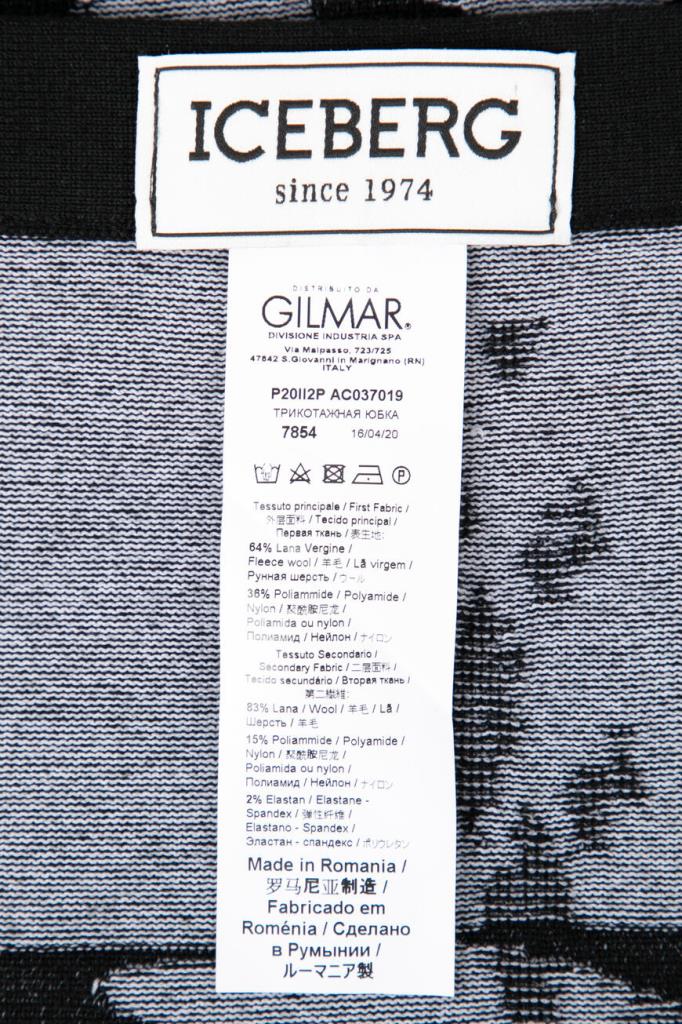 ICEBERG
since 1974
DISTRIBUITO DA
GILMAR®
DIVISIONE INDUSTRIA SPA
Via Malpasso, 723/725
47842 S.Giovanni in Marignano (RN)
ITALY
P20II2P AC037019
ТРИКОТАЖНАЯ ЮБКА
7854 16/04/20
P
Tessuto principale / First Fabric /
外层面料 / Tecido principal /
Первая ткань / 表生地:
64% Lana Vergine /
Fleece wool / 羊毛 / Lã virgem /
Рунная шерсть / ウール
36% Poliammide / Polyamide /
Nylon / 聚酰胺尼龙 /
Poliamida ou nylon /
Полиамид / Нейлон / ナイロン
Tessuto Secondario /
Secondary Fabric / 二层面料 /
Tecido secundário / Вторая ткань /
第二繊維:
83% Lana / Wool / 羊毛 / Lã /
Шерсть / 羊毛
15% Poliammide / Polyamide /
Nylon / 聚酰胺尼龙 /
Poliamida ou nylon /
Полиамид / Нейлон / ナイロン
2% Elastan / Elastane -
Spandex / 弹性纤维 /
Elastano - Spandex /
Эластан - спандекс / ポリウレタン
Made in Romania /
罗马尼亚制造 /
Fabricado em
Roménia / Сделано
в Румынии /
ルーマニア製